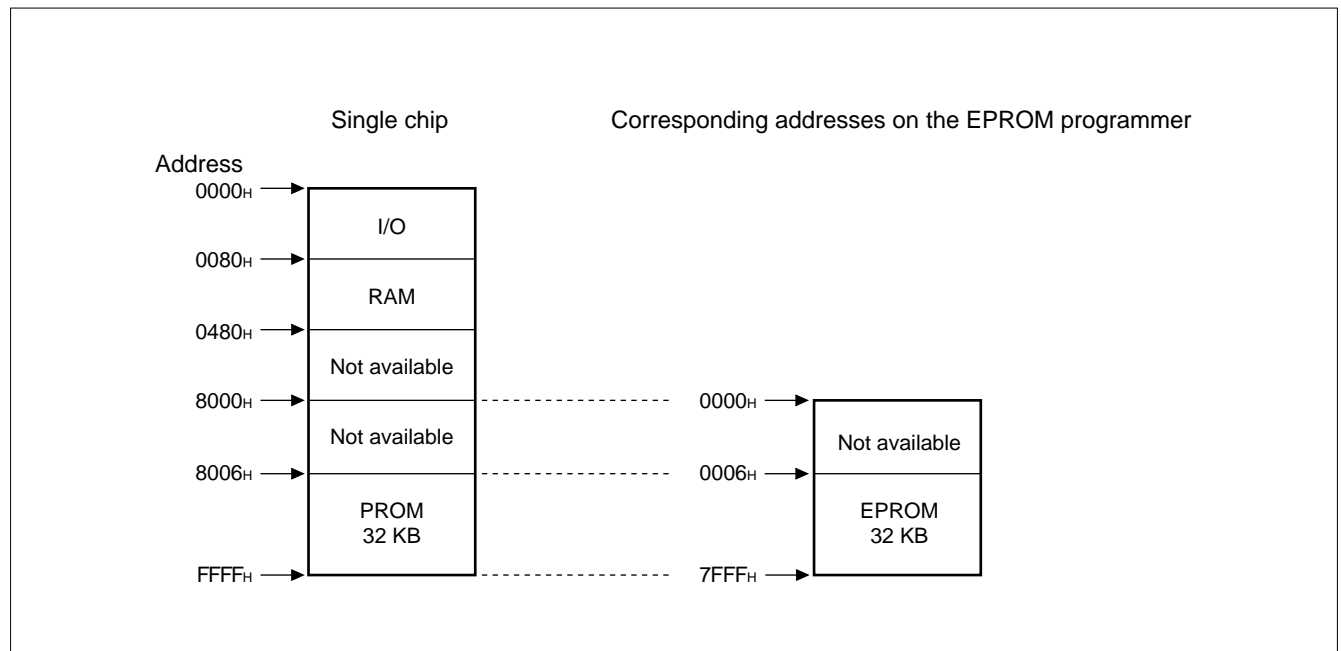 Single chip
Corresponding addresses on the EPROM programmer
Address
0000H
I/O
0080H
RAM
0480H
Not available
8000H
0000H
Not available
Not available
8006H
0006H
PROM
32 KB
EPROM
32 KB
FFFFH
7FFFH